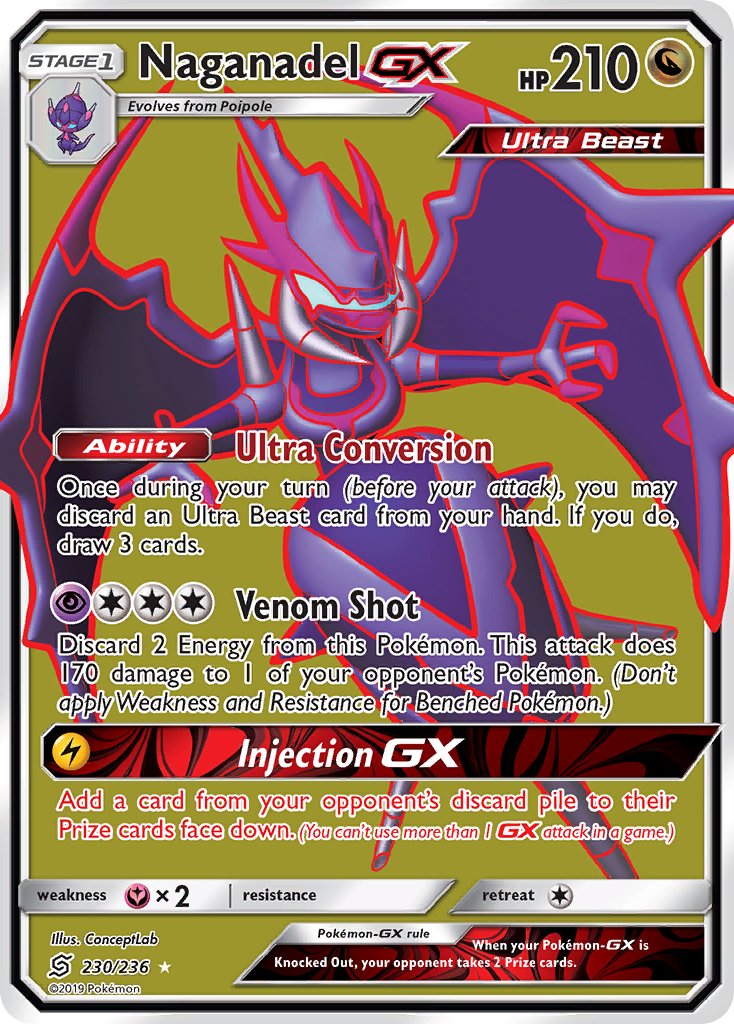 STAGE1 Naganadel GX HP210
Evolves from Poipole
Ultra Beast
Ability Ultra Conversion
Once during your turn (before your attack), you may
discard an Ultra Beast card from your hand. If you do,
draw 3 cards.
Venom Shot
Discard 2 Energy from this Pokémon. This attack does
170 damage to 1 of your opponent's Pokémon. (Don't
apply Weakness and Resistance for Benched Pokémon.)
Injection GX
Add a card from your opponent's discard pile to their
Prize cards face down. (You can't use more than 1 GX attack in a game.)
weakness ×2 resistance retreat
Illus. ConceptLab
230/236
©2019 Pokémon
Pokémon-GX rule
When your Pokémon-GX is
Knocked Out, your opponent takes 2 Prize cards.